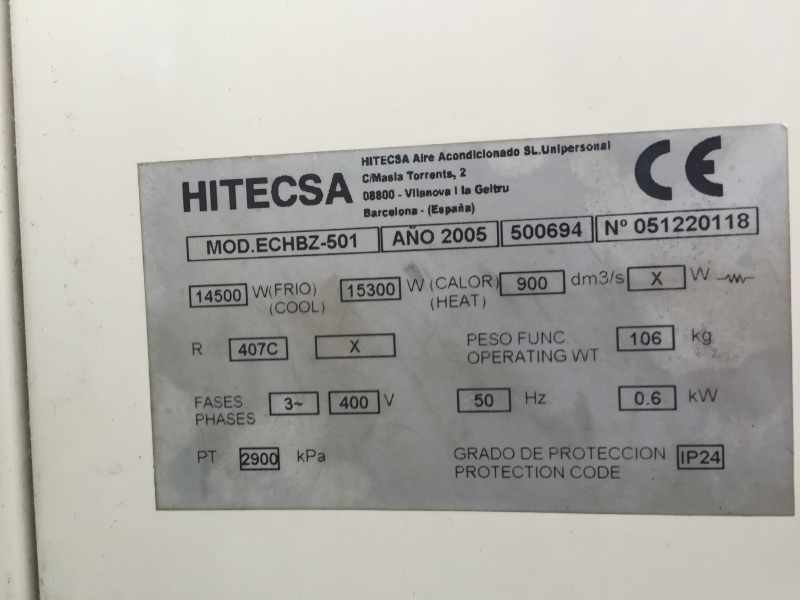 HITECSA
HITECSA Aire Acondicionado SL.Unipersonal
C/Masia Torrents, 2
08800 - Vilanova i la Geltru
Barcelona - (España)
CE
MOD.ECHBZ-501 AÑO 2005 500694 Nº 051220118
14500 W(FRIO) (COOL) 15300 W (CALOR) (HEAT) 900 dm3/s X W
R 407C X PESO FUNC OPERATING WT 106 kg
FASES PHASES 3~ 400 V 50 Hz 0.6 kW
PT 2900 kPa GRADO DE PROTECCION PROTECTION CODE IP24